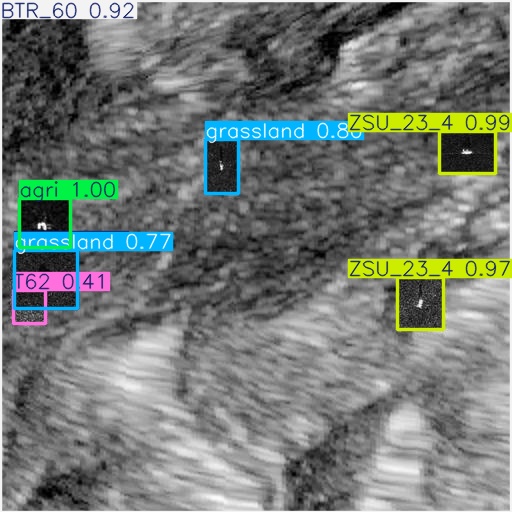 BTR_60 0.92
ZSU_23_4 0.99
grassland 0.8
agri 1.00
grassland 0.77
T62 0.41
ZSU_23_4 0.97